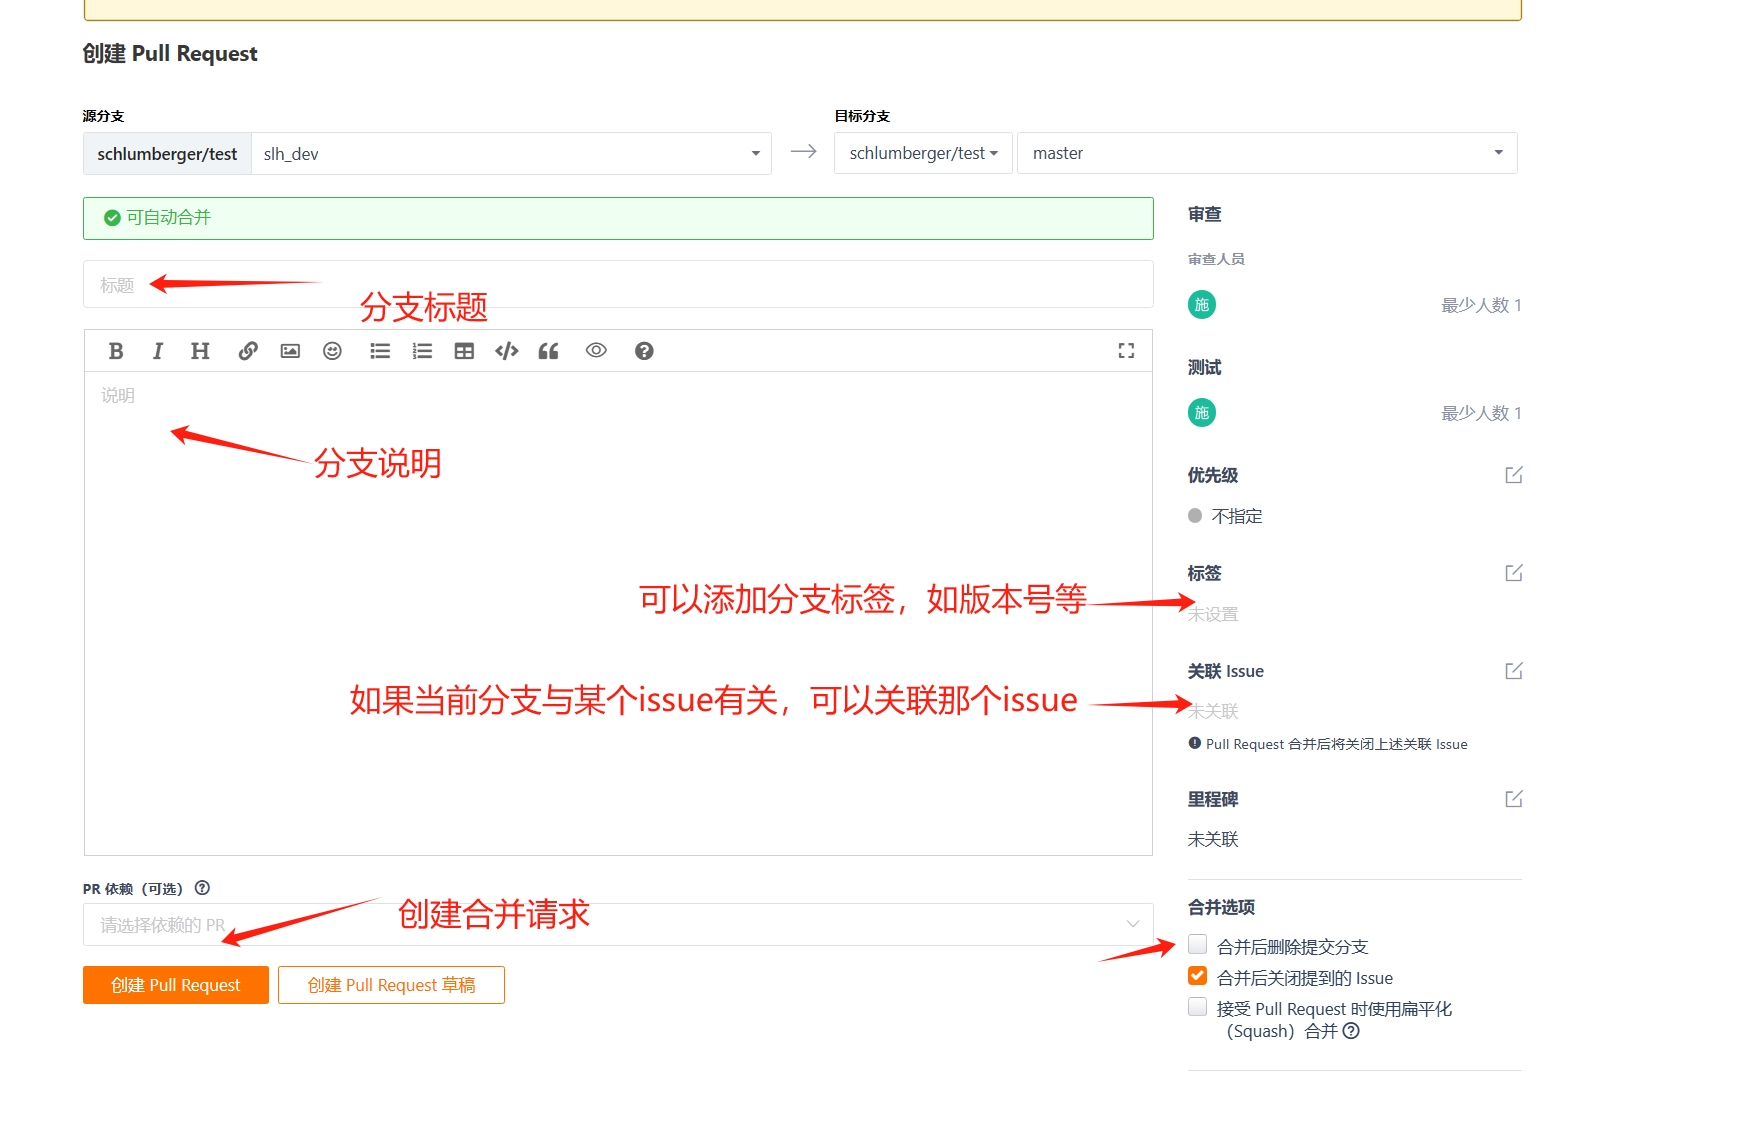 创建 Pull Request
源分支
目标分支
schlumberger/test
slh_dev
schlumberger/test
master
可自动合并
标题
分支标题
B I H
说明
分支说明
可以添加分支标签，如版本号等
如果当前分支与某个issue有关，可以关联那个issue
PR 依赖（可选）
请选择依赖的 PR
创建合并请求
创建 Pull Request
创建 Pull Request 草稿
审查
审查人员
施
最少人数 1
测试
施
最少人数 1
优先级
不指定
标签
未设置
关联 Issue
未关联
Pull Request 合并后将关闭上述关联 Issue
里程碑
未关联
合并选项
合并后删除提交分支
合并后关闭提到的 Issue
接受 Pull Request 时使用扁平化
（Squash）合并